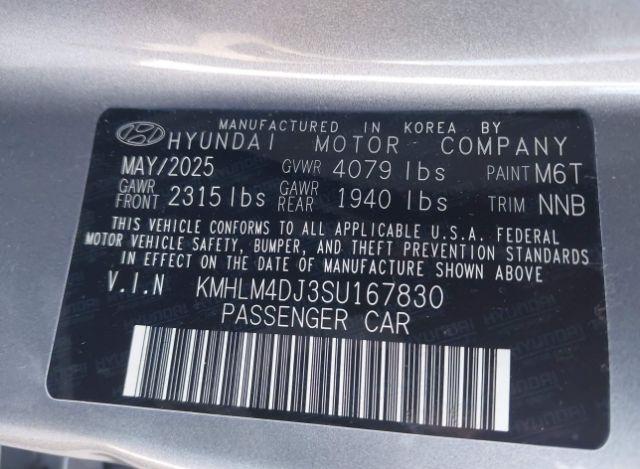 MANUFACTURED IN KOREA BY
HYUNDAI MOTOR COMPANY
MAY/2025 GVWR 4079 lbs PAINT M6T
GAWR FRONT 2315 lbs GAWR REAR 1940 lbs TRIM NNB
THIS VEHICLE CONFORMS TO ALL APPLICABLE U.S.A. FEDERAL
MOTOR VEHICLE SAFETY, BUMPER, AND THEFT PREVENTION STANDARDS
IN EFFECT ON THE DATE OF MANUFACTURE SHOWN ABOVE.
V.I.N KMHLM4DJ3SU167830
PASSENGER CAR